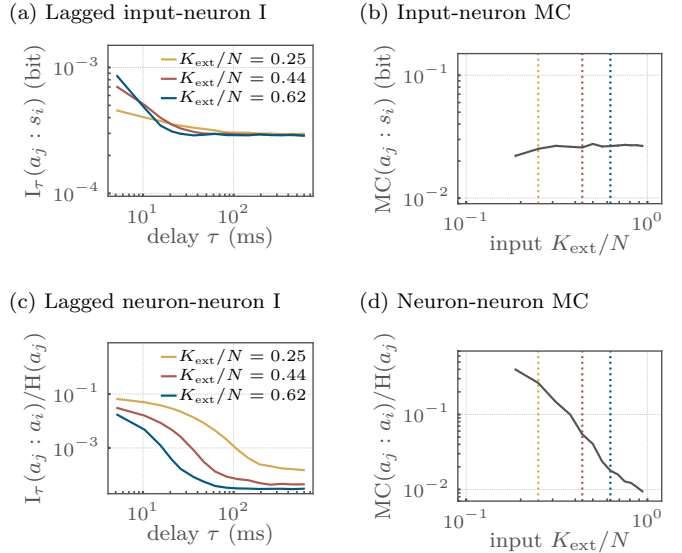 (a) Lagged input-neuron I
I_τ(a_j : s_i) (bit)
10^{-3}
10^{-4}
K_ext/N = 0.25
K_ext/N = 0.44
K_ext/N = 0.62
10^1
10^2
delay τ (ms)
(b) Input-neuron MC
MC(a_j : s_i) (bit)
10^{-1}
10^{-2}
10^{-1}
10^0
input K_ext/N
(c) Lagged neuron-neuron I
I_τ(a_j : a_i)/H(a_j)
10^{-1}
10^{-3}
K_ext/N = 0.25
K_ext/N = 0.44
K_ext/N = 0.62
10^1
10^2
delay τ (ms)
(d) Neuron-neuron MC
MC(a_j : a_i)/H(a_j)
10^{-1}
10^{-2}
10^{-1}
10^0
input K_ext/N